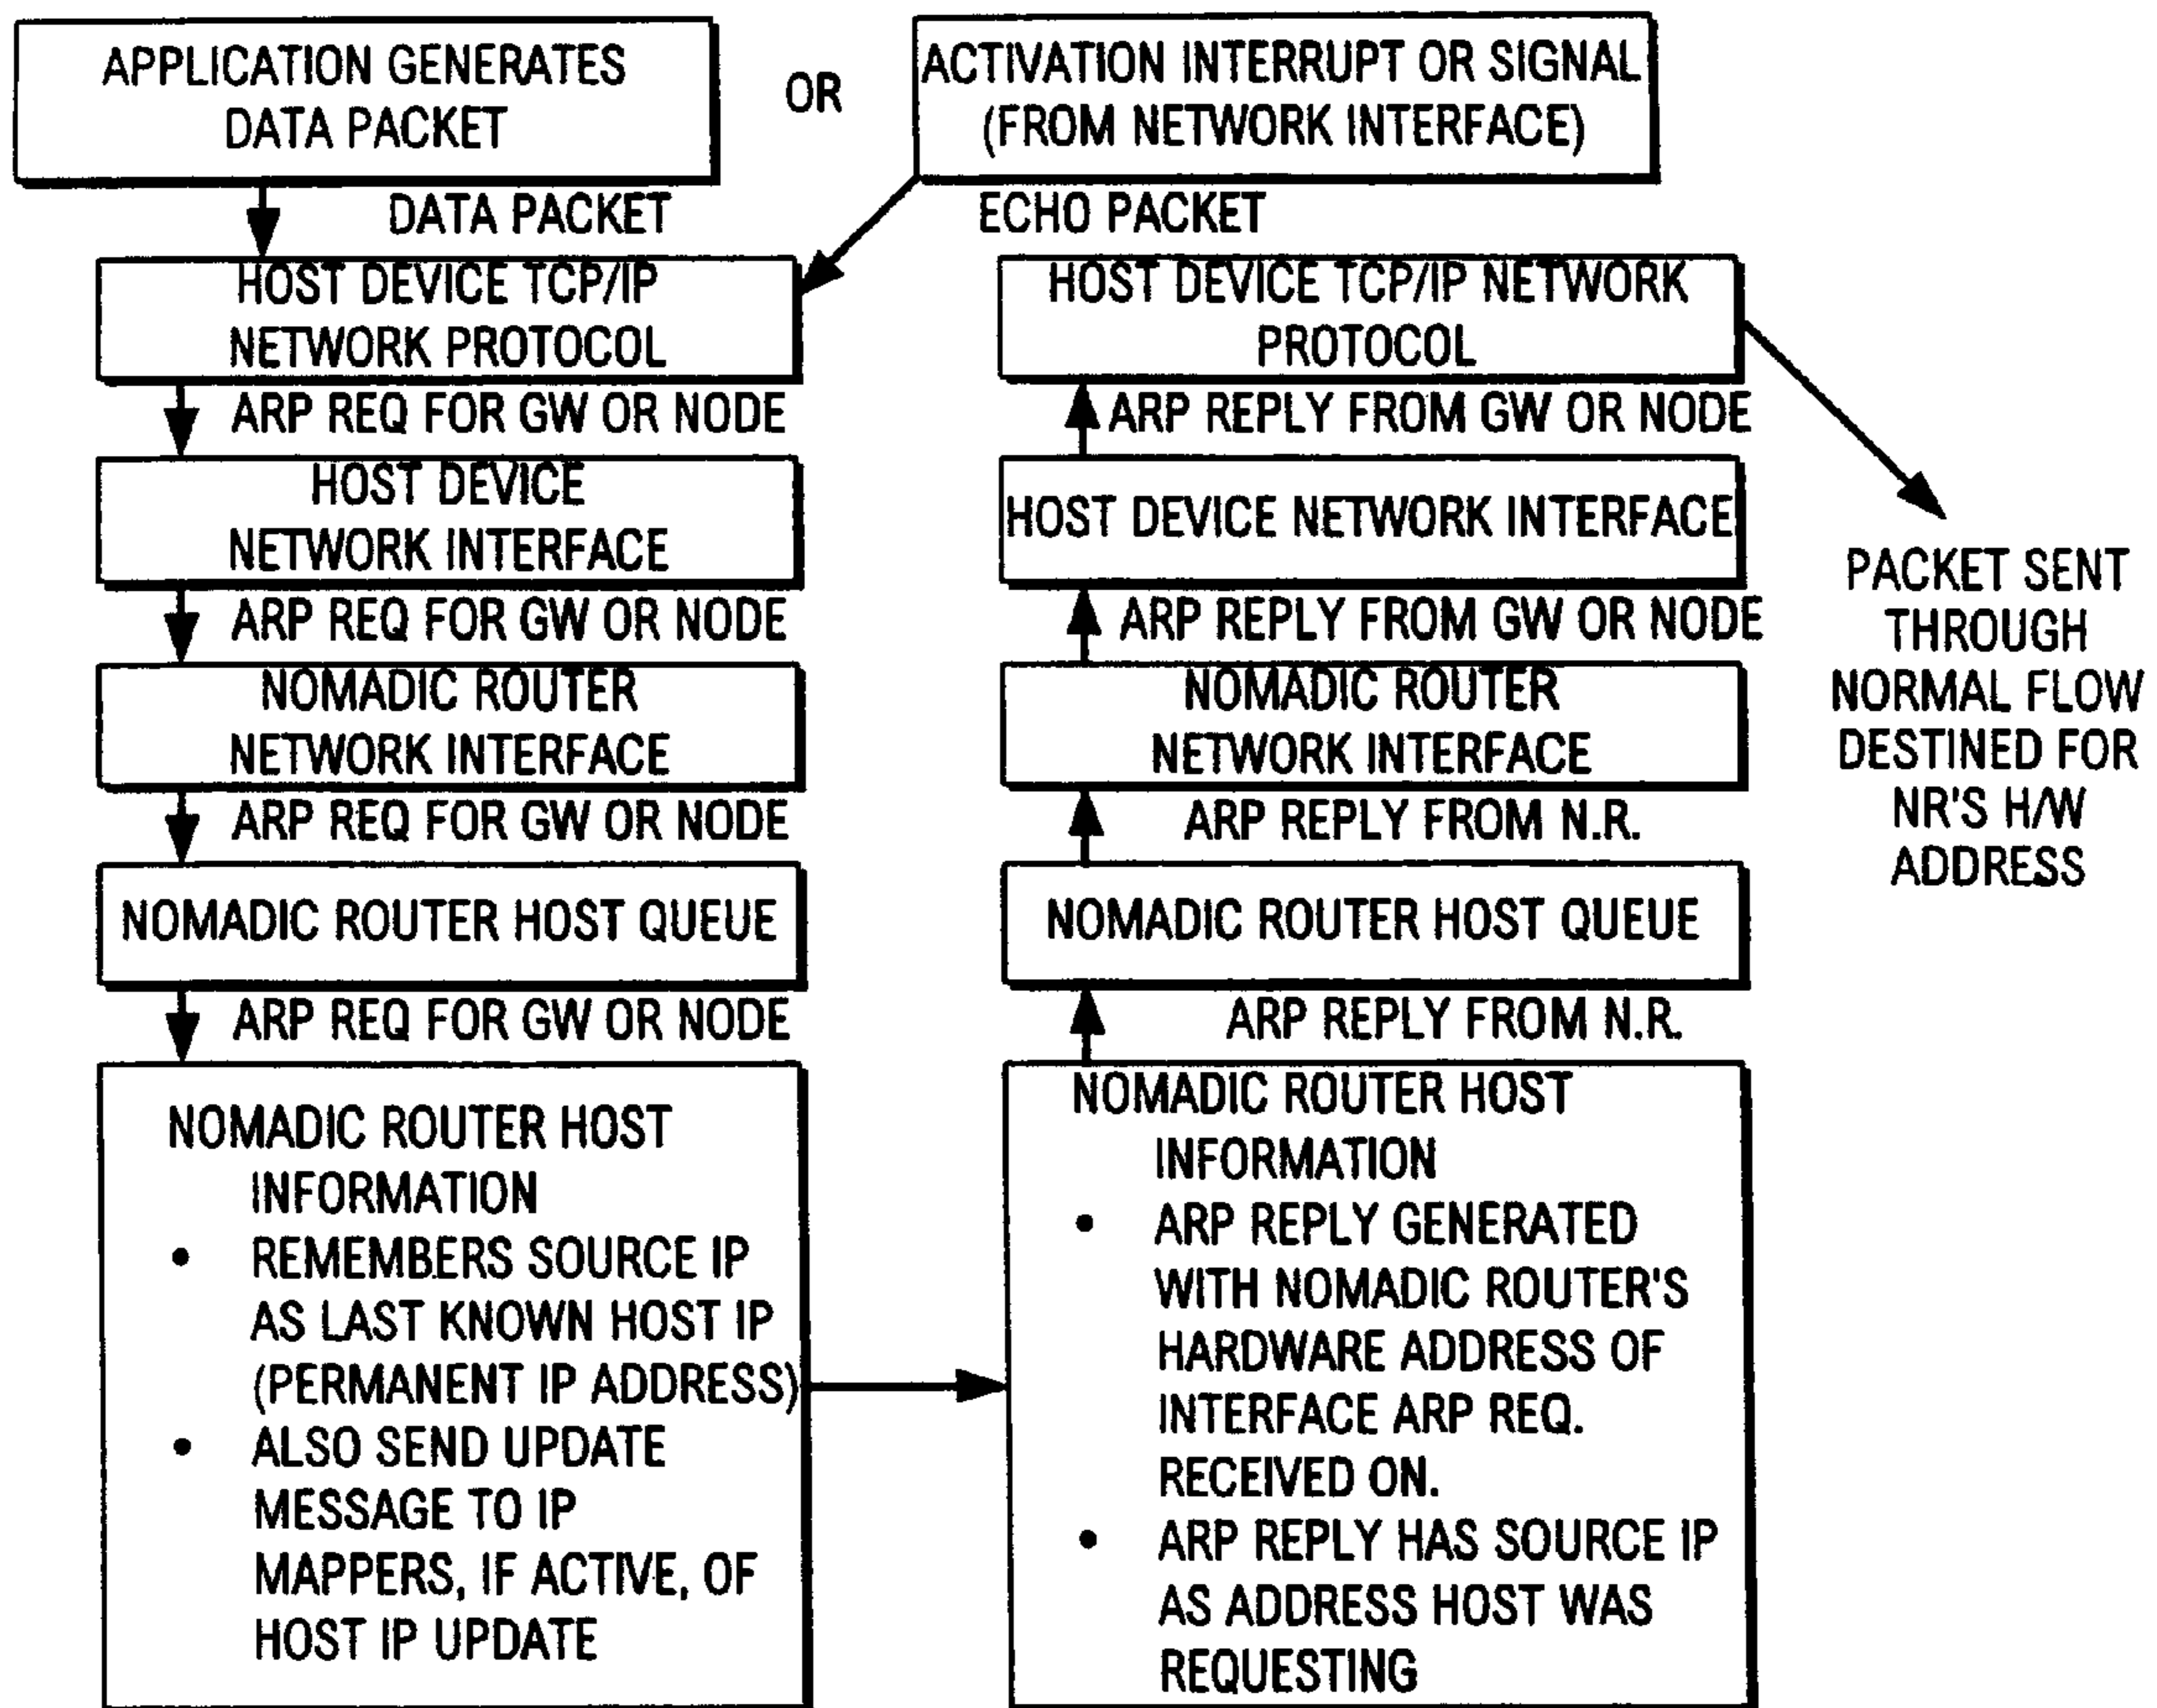 APPLICATION GENERATES
DATA PACKET
OR
ACTIVATION INTERRUPT OR SIGNAL
(FROM NETWORK INTERFACE)
DATA PACKET
ECHO PACKET
HOST DEVICE TCP/IP
NETWORK PROTOCOL
ARP REQ FOR GW OR NODE
HOST DEVICE
NETWORK INTERFACE
ARP REQ FOR GW OR NODE
NOMADIC ROUTER
NETWORK INTERFACE
ARP REQ FOR GW OR NODE
NOMADIC ROUTER HOST QUEUE
ARP REQ FOR GW OR NODE
NOMADIC ROUTER HOST
INFORMATION
• REMEMBERS SOURCE IP
AS LAST KNOWN HOST IP
(PERMANENT IP ADDRESS)
• ALSO SEND UPDATE
MESSAGE TO IP
MAPPERS, IF ACTIVE, OF
HOST IP UPDATE
HOST DEVICE TCP/IP NETWORK
PROTOCOL
ARP REPLY FROM GW OR NODE
HOST DEVICE NETWORK INTERFACE
ARP REPLY FROM GW OR NODE
NOMADIC ROUTER
NETWORK INTERFACE
ARP REPLY FROM N.R.
NOMADIC ROUTER HOST QUEUE
ARP REPLY FROM N.R.
NOMADIC ROUTER HOST
INFORMATION
• ARP REPLY GENERATED
WITH NOMADIC ROUTER'S
HARDWARE ADDRESS OF
INTERFACE ARP REQ.
RECEIVED ON.
• ARP REPLY HAS SOURCE IP
AS ADDRESS HOST WAS
REQUESTING
PACKET SENT
THROUGH
NORMAL FLOW
DESTINED FOR
NR'S H/W
ADDRESS